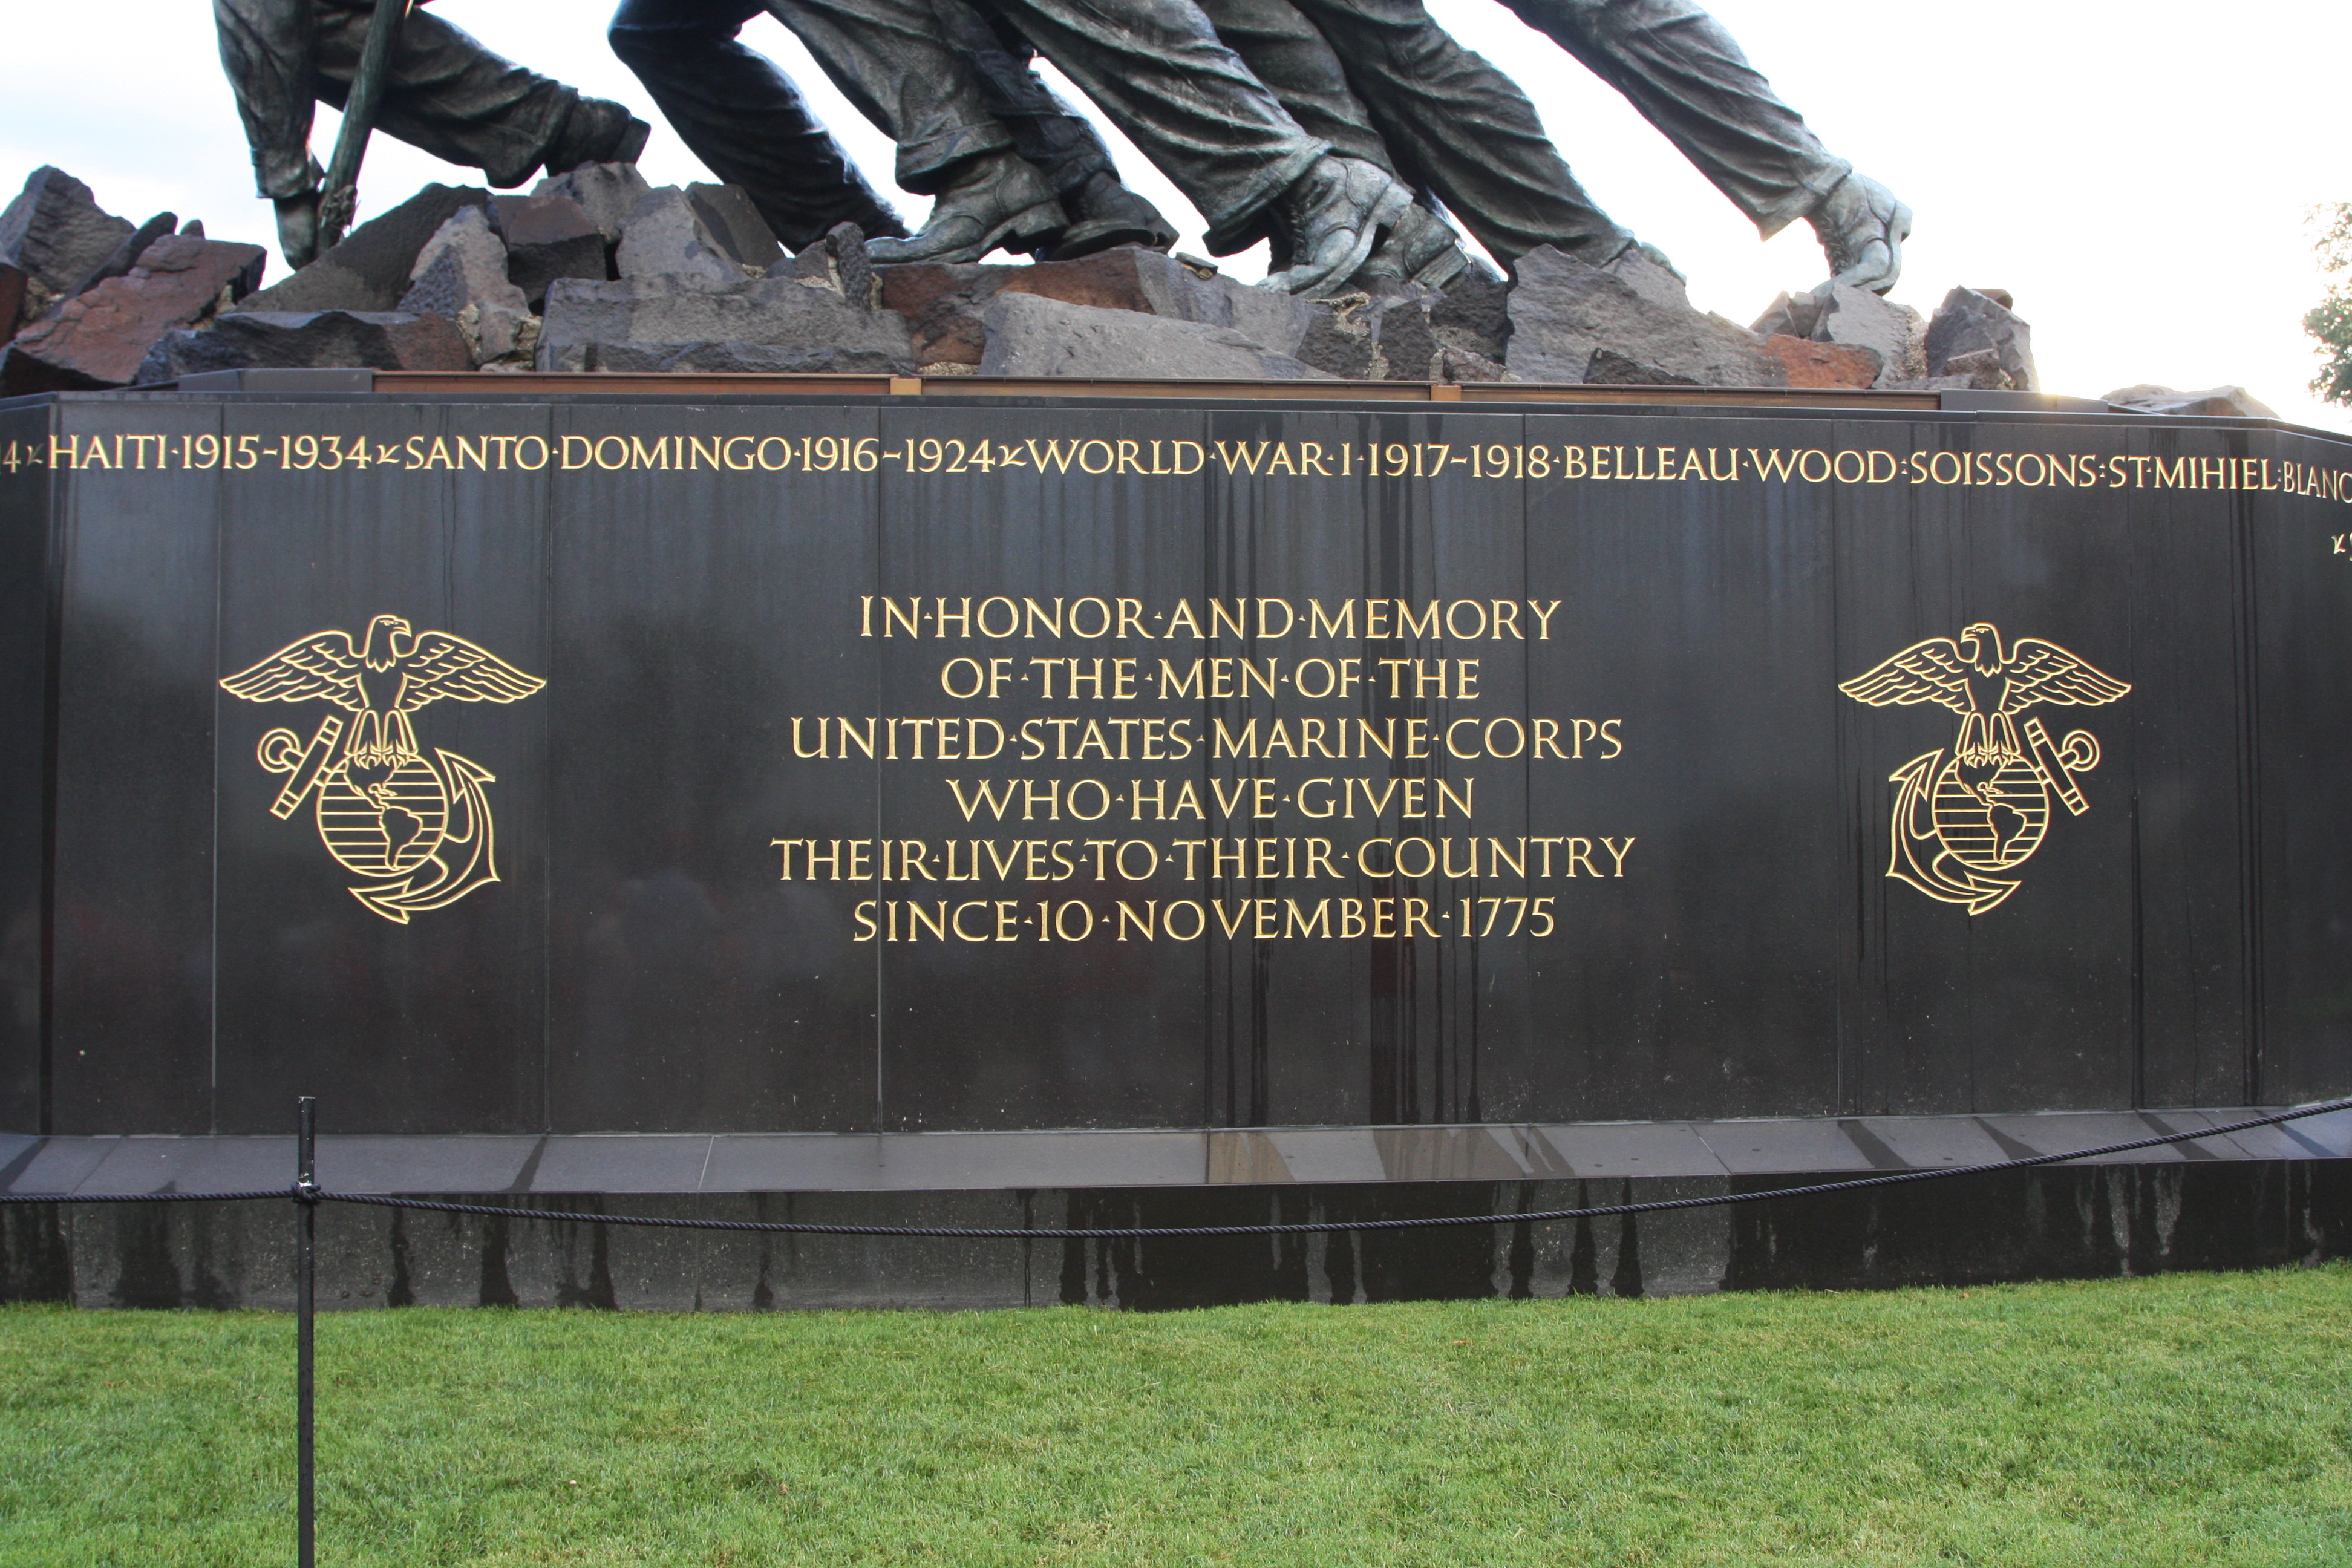 HAITI·1915-1934 SANTO·DOMINGO·1916-1924 WORLD·WAR·1·1917-1918·BELLEAU·WOOD·SOISSONS·ST·MIHIEL·
IN·HONOR·AND·MEMORY
OF·THE·MEN·OF·THE
UNITED·STATES·MARINE·CORPS
WHO·HAVE·GIVEN
THEIR·LIVES·TO·THEIR·COUNTRY
SINCE·10·NOVEMBER·1775